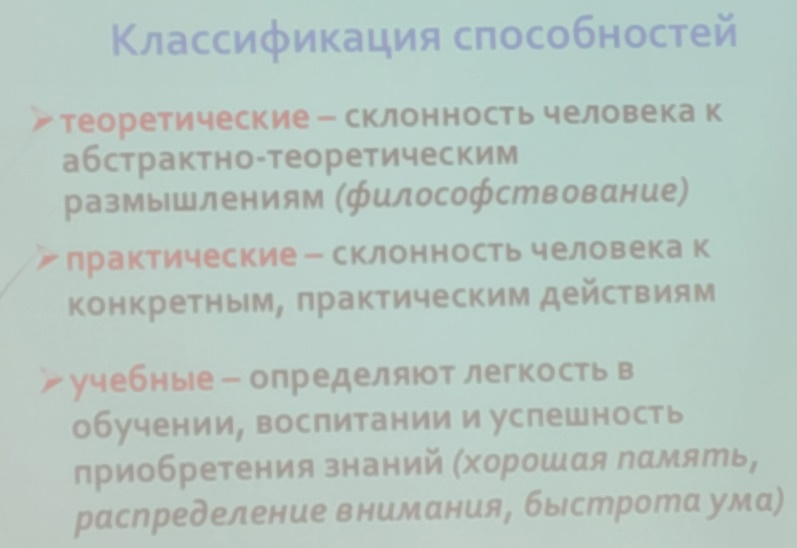 Классификация способностей
➢ теоретические – склонность человека к
абстрактно-теоретическим
размышлениям (философствование)
➢ практические – склонность человека к
конкретным, практическим действиям
➢ учебные – определяют легкость в
обучении, воспитании и успешность
приобретения знаний (хорошая память,
распределение внимания, быстрота ума)